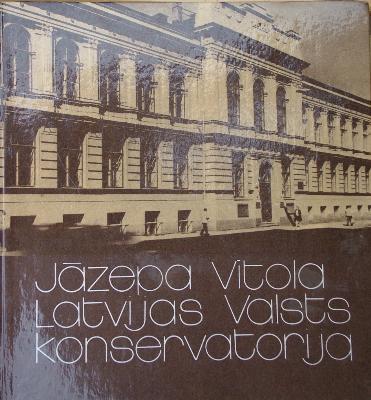 Jāzepa Vītola
Latvijas Valsts
konservatorija